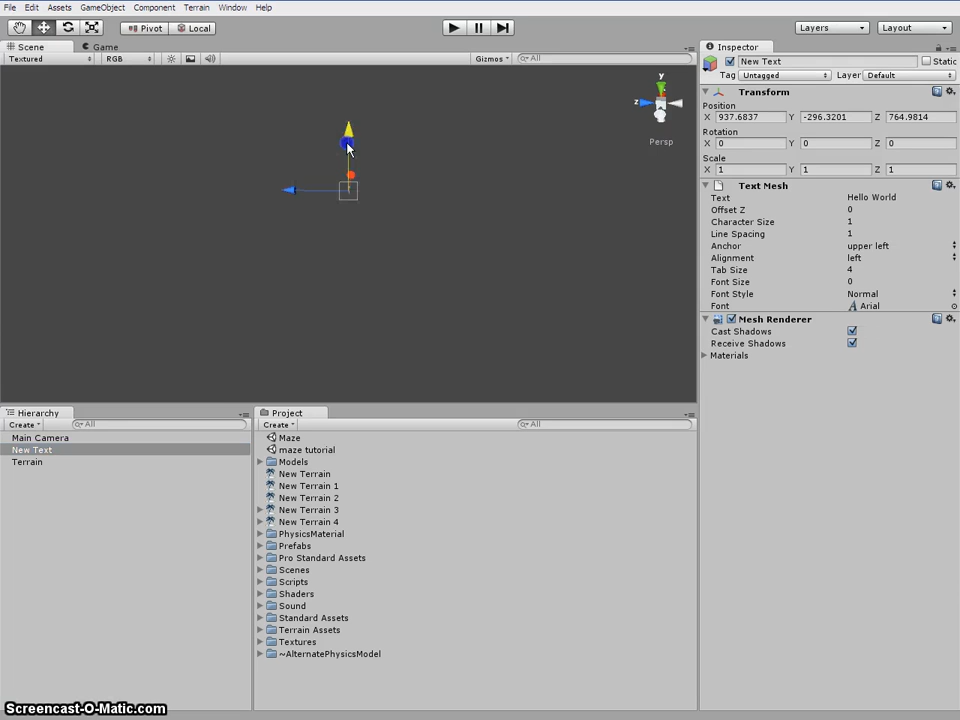 File Edit Assets GameObject Component Terrain Window Help
Pivot Local Layers Layout
Scene Game
Textured RGB Gizmos All
y
z
Persp
Inspector
New Text Static
Tag Untagged Layer Default
Transform
Position
X 937.6837 Y -296.3201 Z 764.9814
Rotation
X 0 Y 0 Z 0
Scale
X 1 Y 1 Z 1
Text Mesh
Text Hello World
Offset Z 0
Character Size 1
Line Spacing 1
Anchor upper left
Alignment left
Tab Size 4
Font Size 0
Font Style Normal
Font A Arial
Mesh Renderer
Cast Shadows
Receive Shadows
Materials
Hierarchy
Create All
Main Camera
New Text
Terrain
Project
Create All
Maze
maze tutorial
Models
New Terrain
New Terrain 1
New Terrain 2
New Terrain 3
New Terrain 4
PhysicsMaterial
Prefabs
Pro Standard Assets
Scenes
Scripts
Shaders
Sound
Standard Assets
Terrain Assets
Textures
~AlternatePhysicsModel
Screencast-O-Matic.com